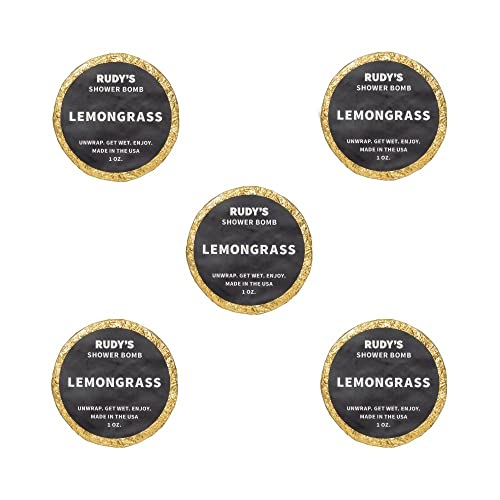 RUDY'S
SHOWER BOMB
LEMONGRASS
UNWRAP. GET WET. ENJOY.
MADE IN THE USA
1 OZ.
RUDY'S
SHOWER BOMB
LEMONGRASS
UNWRAP. GET WET. ENJOY.
MADE IN THE USA
1 OZ.
RUDY'S
SHOWER BOMB
LEMONGRASS
UNWRAP. GET WET. ENJOY.
MADE IN THE USA
1 OZ.
RUDY'S
SHOWER BOMB
LEMONGRASS
UNWRAP. GET WET. ENJOY.
MADE IN THE USA
1 OZ.
RUDY'S
SHOWER BOMB
LEMONGRASS
UNWRAP. GET WET. ENJOY.
MADE IN THE USA
1 OZ.